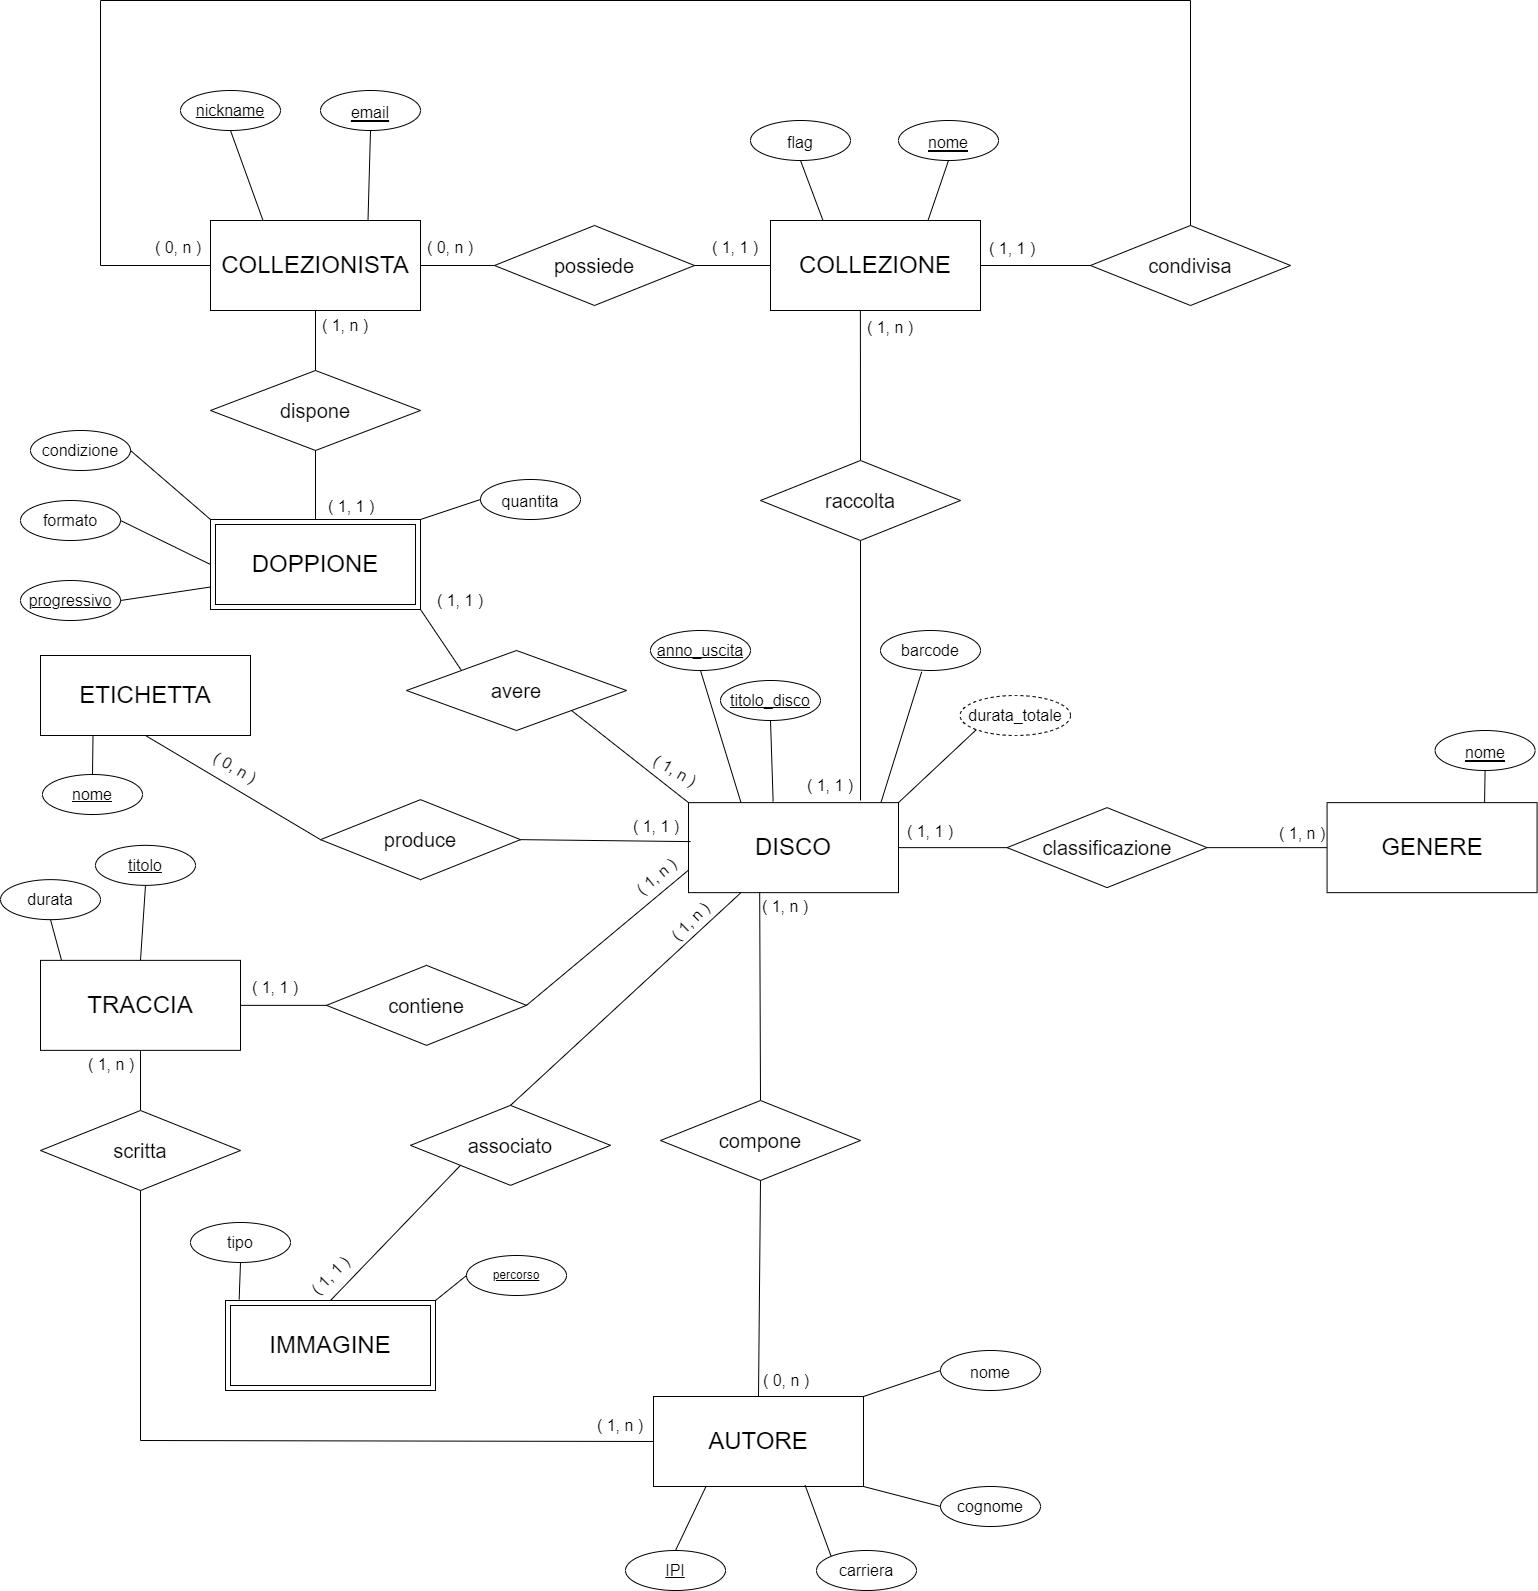 nickname
email
flag
nome
( 0, n )
COLLEZIONISTA
( 0, n )
possiede
( 1, 1 )
COLLEZIONE
( 1, 1 )
condivisa
( 1, n )
( 1, n )
dispone
condizione
raccolta
( 1, 1 )
quantita
formato
DOPPIONE
progressivo
( 1, 1 )
anno_uscita
barcode
ETICHETTA
avere
titolo_disco
durata_totale
( 0, n )
( 1, n )
nome
( 1, 1 )
nome
produce
( 1, 1 )
DISCO
( 1, 1 )
classificazione
( 1, n )
GENERE
titolo
durata
( 1, n )
( 1, n )
( 1, n )
TRACCIA
( 1, 1 )
contiene
( 1, n )
scritta
associato
compone
tipo
( 1, 1 )
percorso
IMMAGINE
( 0, n )
nome
( 1, n )
AUTORE
cognome
IPI
carriera